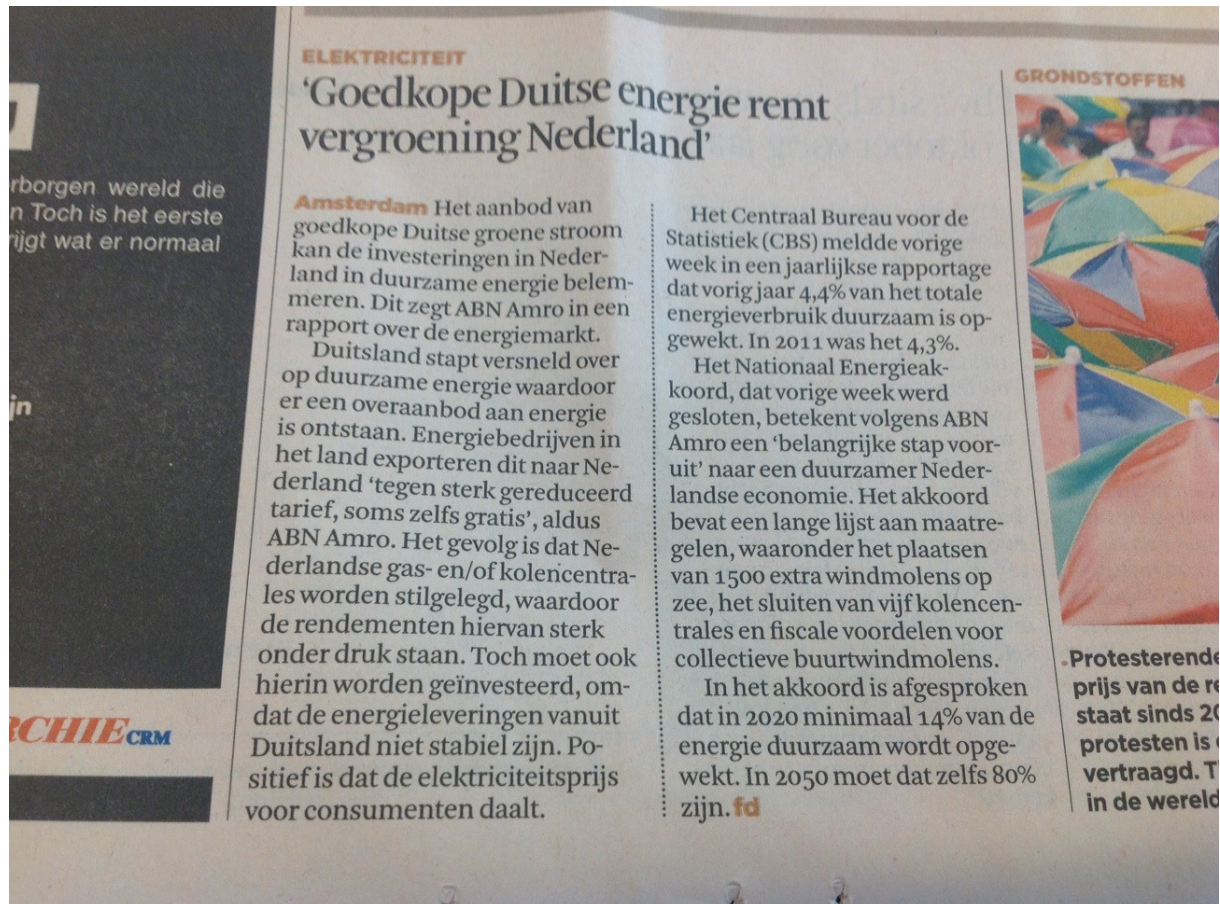 rborgen wereld die
n Toch is het eerste
ijgt wat er normaal
jn
RCHIE CRM
ELEKTRICITEIT
‘Goedkope Duitse energie remt
vergroening Nederland’
Amsterdam Het aanbod van
goedkope Duitse groene stroom
kan de investeringen in Neder-
land in duurzame energie belem-
meren. Dit zegt ABN Amro in een
rapport over de energiemarkt.
Duitsland stapt versneld over
op duurzame energie waardoor
er een overaanbod aan energie
is ontstaan. Energiebedrijven in
het land exporteren dit naar Ne-
derland ‘tegen sterk gereduceerd
tarief, soms zelfs gratis’, aldus
ABN Amro. Het gevolg is dat Ne-
derlandse gas- en/of kolencentra-
les worden stilgelegd, waardoor
de rendementen hiervan sterk
onder druk staan. Toch moet ook
hierin worden geïnvesteerd, om-
dat de energieleveringen vanuit
Duitsland niet stabiel zijn. Po-
sitief is dat de elektriciteitsprijs
voor consumenten daalt.
Het Centraal Bureau voor de
Statistiek (CBS) meldde vorige
week in een jaarlijkse rapportage
dat vorig jaar 4,4% van het totale
energieverbruik duurzaam is op-
gewekt. In 2011 was het 4,3%.
Het Nationaal Energieak-
koord, dat vorige week werd
gesloten, betekent volgens ABN
Amro een ‘belangrijke stap voor-
uit’ naar een duurzamer Neder-
landse economie. Het akkoord
bevat een lange lijst aan maatre-
gelen, waaronder het plaatsen
van 1500 extra windmolens op
zee, het sluiten van vijf kolencen-
trales en fiscale voordelen voor
collectieve buurtwindmolens.
In het akkoord is afgesproken
dat in 2020 minimaal 14% van de
energie duurzaam wordt opge-
wekt. In 2050 moet dat zelfs 80%
zijn. fd
GRONDSTOFFEN
Protesterende
prijs van de re
staat sinds 20
protesten is
vertraagd. T
in de wereld